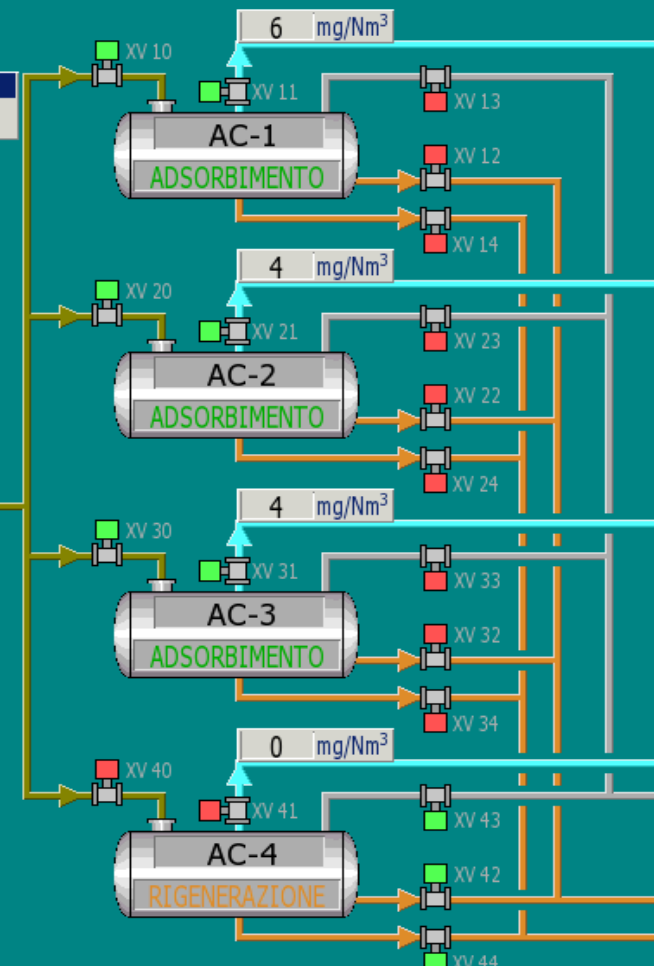 6 mg/Nm³
XV 10
XV 11
XV 13
AC-1
XV 12
ADSORBIMENTO
XV 14
4 mg/Nm³
XV 20
XV 21
XV 23
AC-2
XV 22
ADSORBIMENTO
XV 24
4 mg/Nm³
XV 30
XV 31
XV 33
AC-3
XV 32
ADSORBIMENTO
XV 34
0 mg/Nm³
XV 40
XV 41
XV 43
AC-4
XV 42
RIGENERAZIONE
XV 44